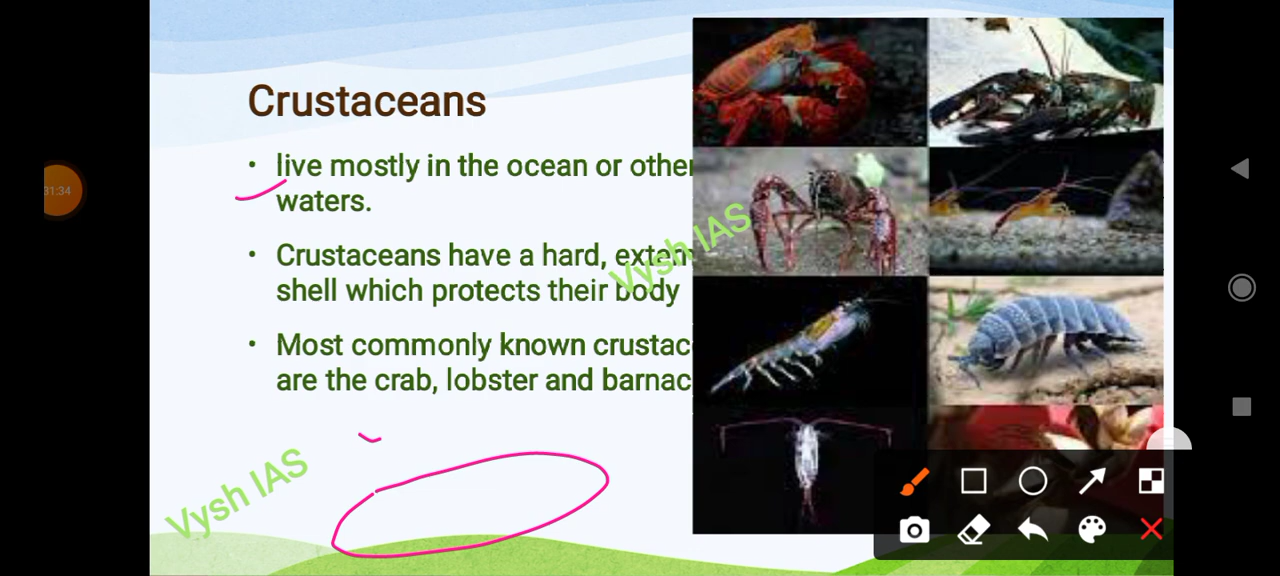 Crustaceans
• live mostly in the ocean or other
waters.
• Crustaceans have a hard, exter
shell which protects their body
• Most commonly known crustac
are the crab, lobster and barnac
31:34
Vysh IAS
Vysh IAS